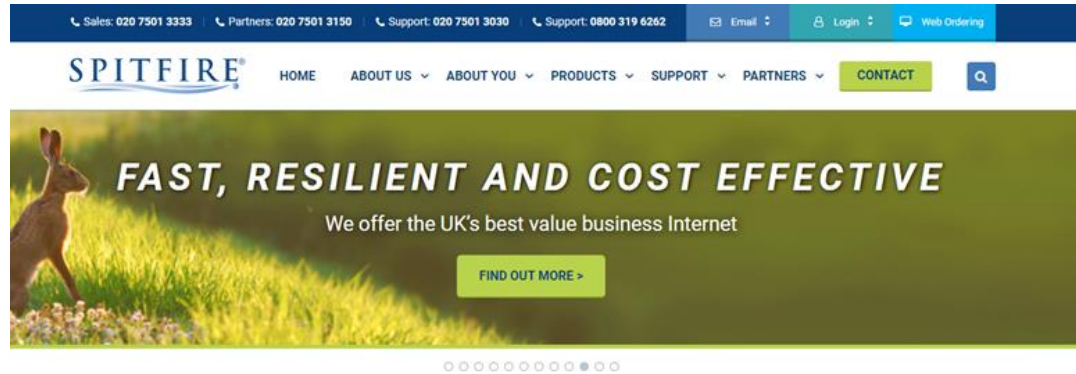 Sales: 020 7501 3333 | Partners: 020 7501 3150 | Support: 020 7501 3030 | Support: 0800 319 6262 Email Login Web Ordering
SPITFIRE® HOME ABOUT US ABOUT YOU PRODUCTS SUPPORT PARTNERS CONTACT
FAST, RESILIENT AND COST EFFECTIVE
We offer the UK's best value business Internet
FIND OUT MORE >